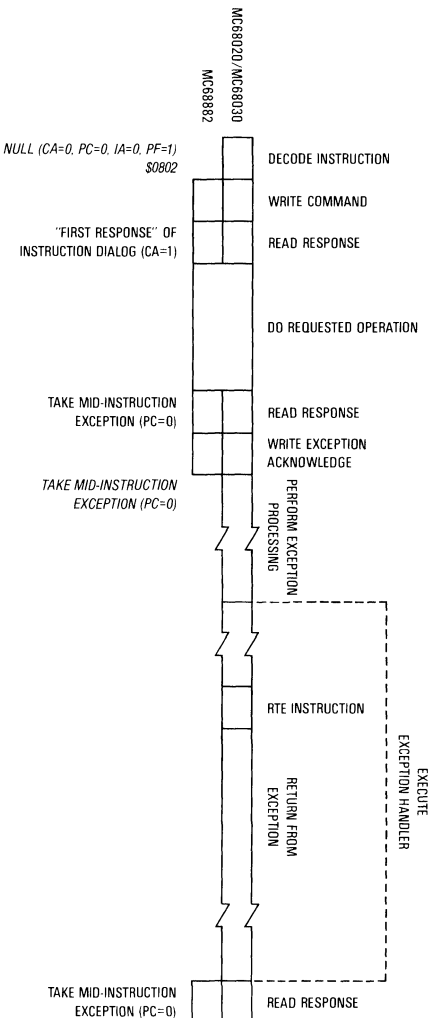 MC68020/MC68030
MC68882
NULL (CA=0, PC=0, IA=0, PF=1)
$0802
DECODE INSTRUCTION
WRITE COMMAND
"FIRST RESPONSE" OF
INSTRUCTION DIALOG (CA=1)
READ RESPONSE
DO REQUESTED OPERATION
TAKE MID-INSTRUCTION
EXCEPTION (PC=0)
READ RESPONSE
WRITE EXCEPTION
ACKNOWLEDGE
TAKE MID-INSTRUCTION
EXCEPTION (PC=0)
PERFORM EXCEPTION
PROCESSING
RTE INSTRUCTION
EXECUTE
EXCEPTION HANDLER
RETURN FROM
EXCEPTION
TAKE MID-INSTRUCTION
EXCEPTION (PC=0)
READ RESPONSE